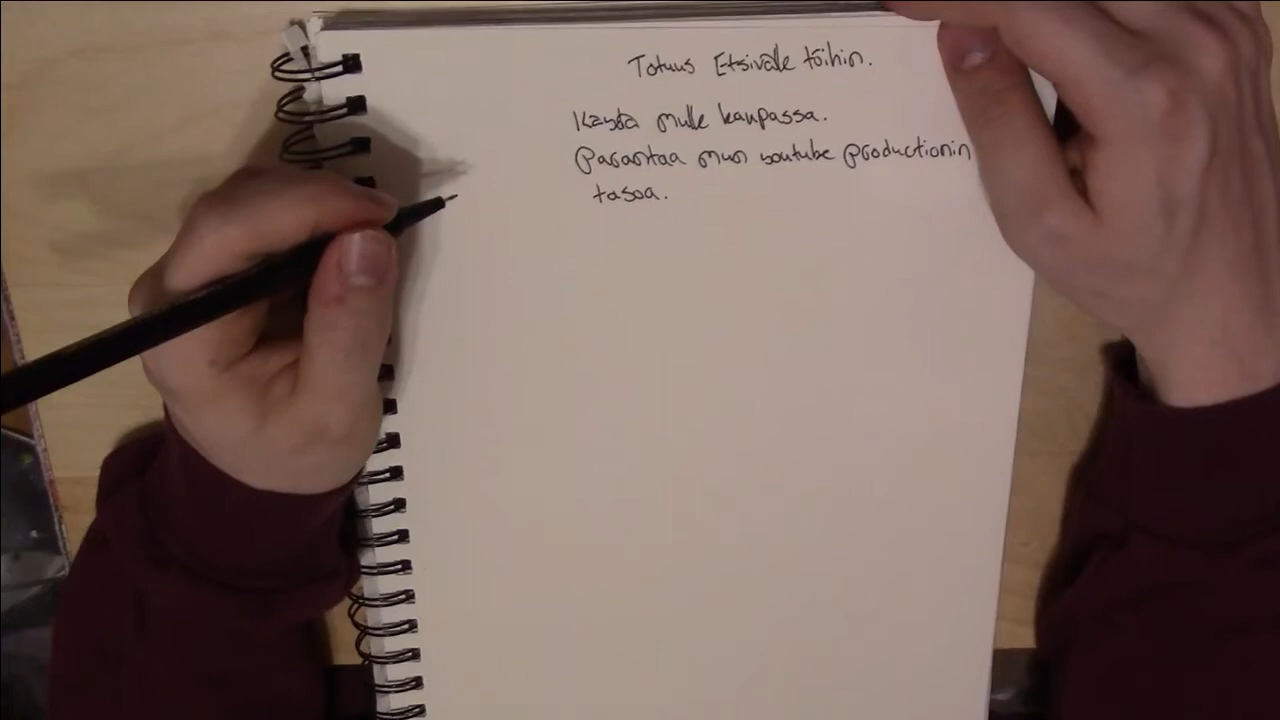 Totuus Etsivälle töihin.
Käydä mulle kaupassa.
Parantaa mun youtube productionin
tasoa.